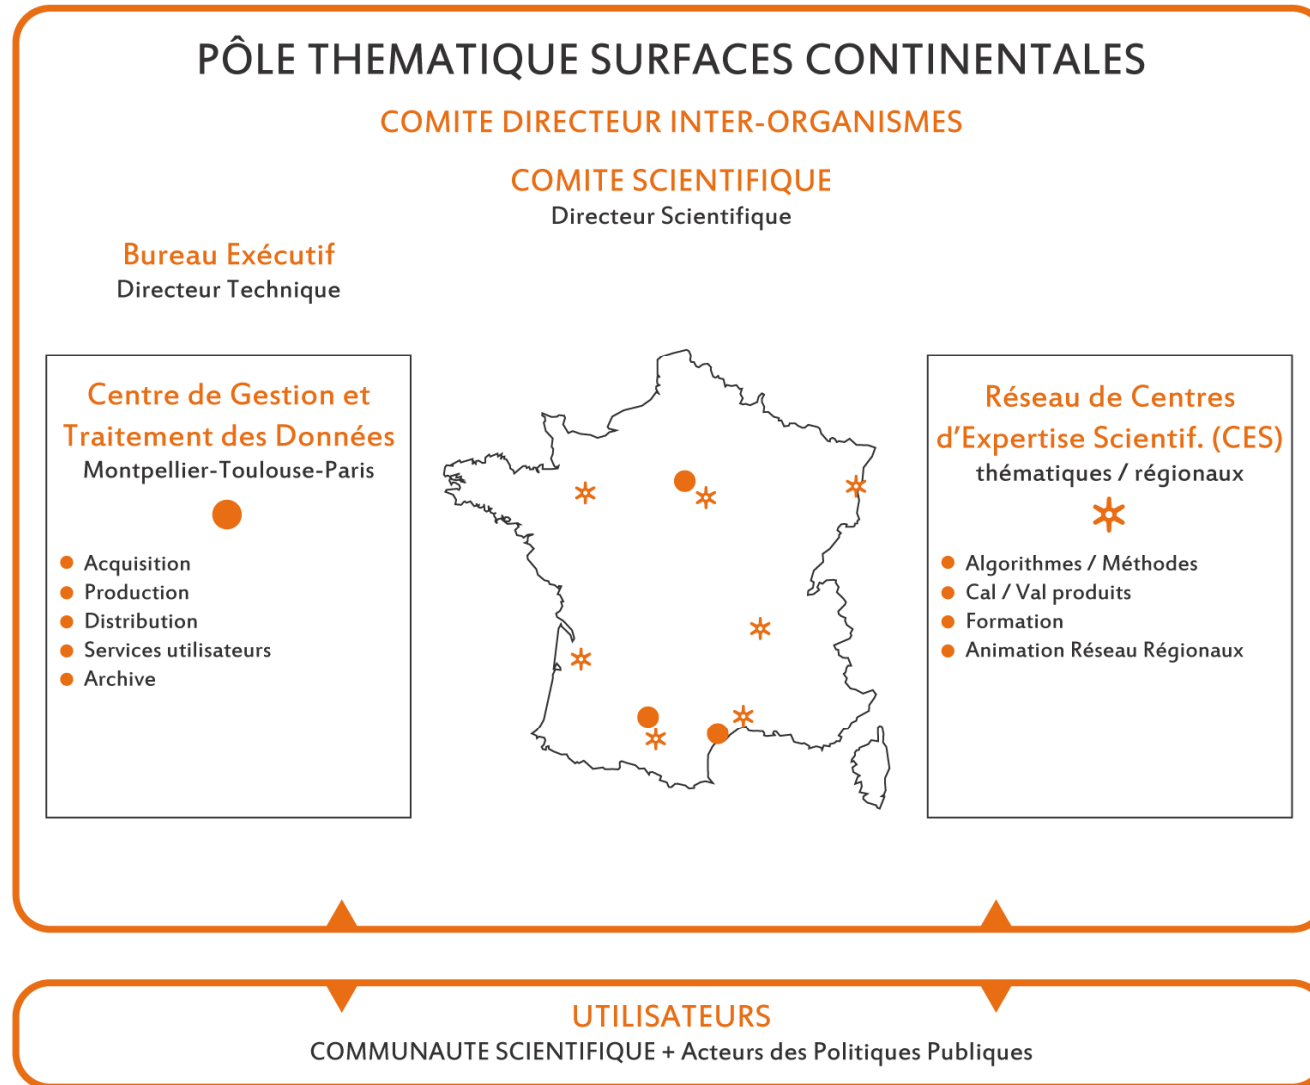 PÔLE THEMATIQUE SURFACES CONTINENTALES
COMITE DIRECTEUR INTER-ORGANISMES
COMITE SCIENTIFIQUE
Directeur Scientifique
Bureau Exécutif
Directeur Technique
Centre de Gestion et
Traitement des Données
Montpellier-Toulouse-Paris
Acquisition
Production
Distribution
Services utilisateurs
Archive
Réseau de Centres
d'Expertise Scientif. (CES)
thématiques / régionaux
Algorithmes / Méthodes
Cal / Val produits
Formation
Animation Réseau Régionaux
UTILISATEURS
COMMUNAUTE SCIENTIFIQUE + Acteurs des Politiques Publiques